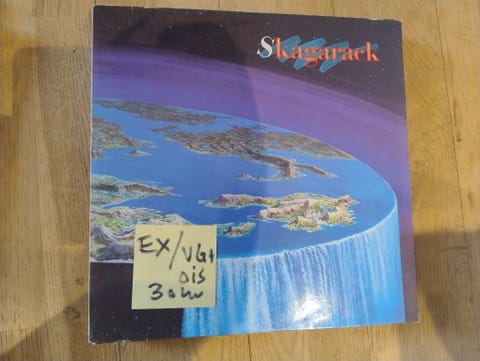 Skagarack
EX/VG+
DIS
30kr